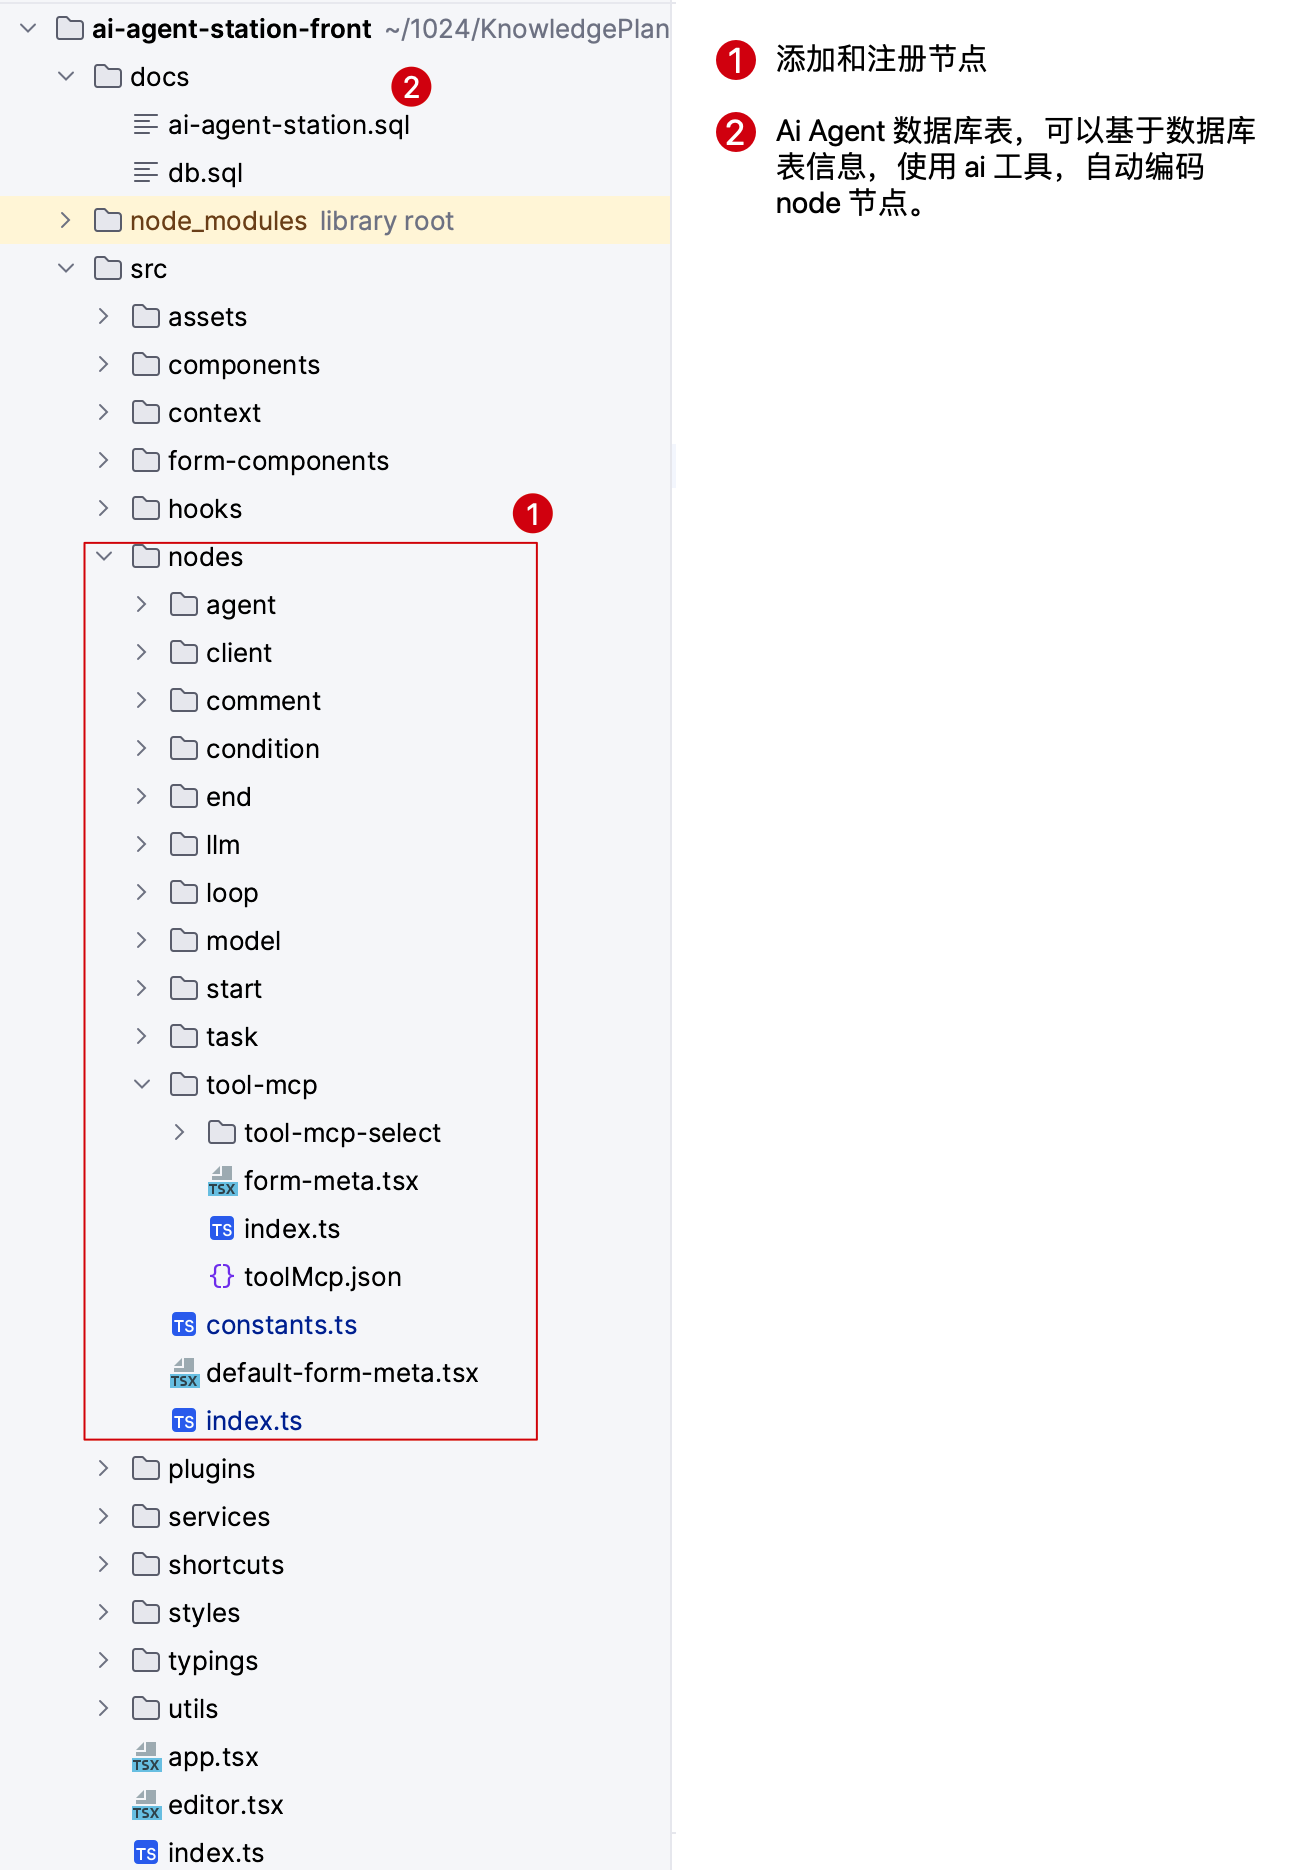 ai-agent-station-front ~/1024/KnowledgePlan
docs
2
ai-agent-station.sql
db.sql
node_modules library root
src
assets
components
context
form-components
hooks
1
nodes
agent
client
comment
condition
end
llm
loop
model
start
task
tool-mcp
tool-mcp-select
TSX form-meta.tsx
TS index.ts
{} toolMcp.json
TS constants.ts
TSX default-form-meta.tsx
TS index.ts
plugins
services
shortcuts
styles
typings
utils
TSX app.tsx
TSX editor.tsx
TS index.ts
1 添加和注册节点
2 Ai Agent 数据库表，可以基于数据库
表信息，使用 ai 工具，自动编码
node 节点。